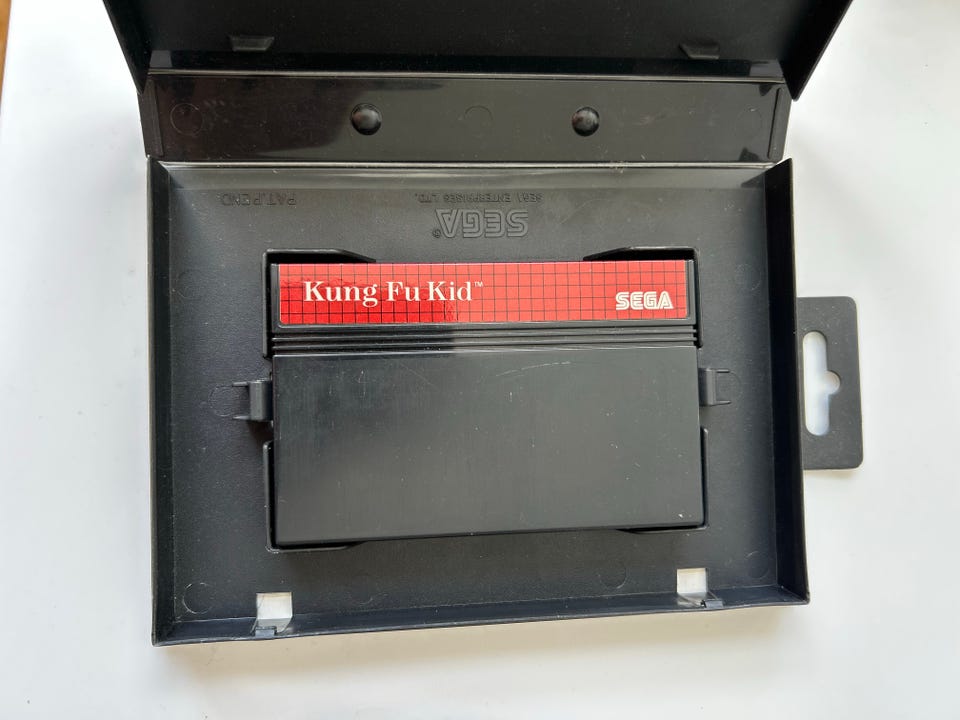 PAT.PEND
SEGA ENTERPRISES LTD.
SEGA®
Kung Fu Kid™
SEGA